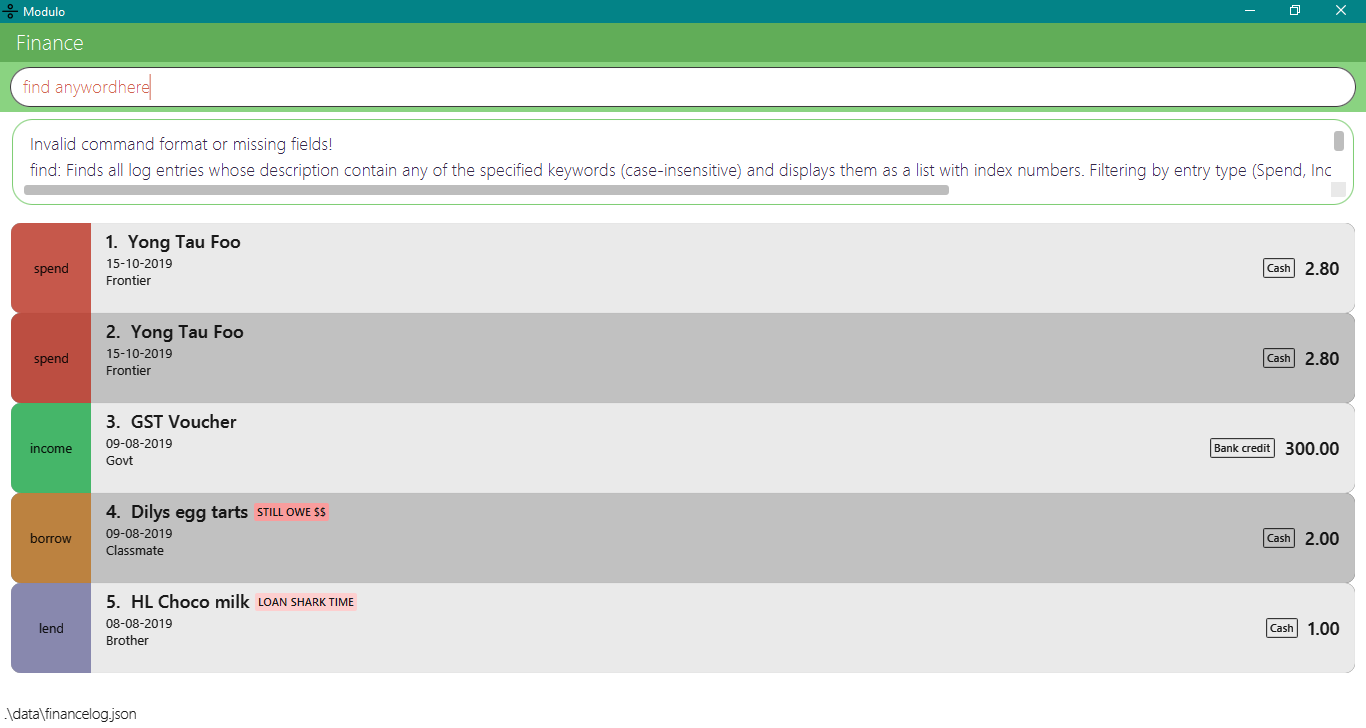 Modulo
Finance
find anywordhere
Invalid command format or missing fields!
find: Finds all log entries whose description contain any of the specified keywords (case-insensitive) and displays them as a list with index numbers. Filtering by entry type (Spend, Inc
spend
1. Yong Tau Foo
15-10-2019
Frontier
Cash 2.80
spend
2. Yong Tau Foo
15-10-2019
Frontier
Cash 2.80
income
3. GST Voucher
09-08-2019
Govt
Bank credit 300.00
borrow
4. Dilys egg tarts STILL OWE $$
09-08-2019
Classmate
Cash 2.00
lend
5. HL Choco milk LOAN SHARK TIME
08-08-2019
Brother
Cash 1.00
.\data\financelog.json